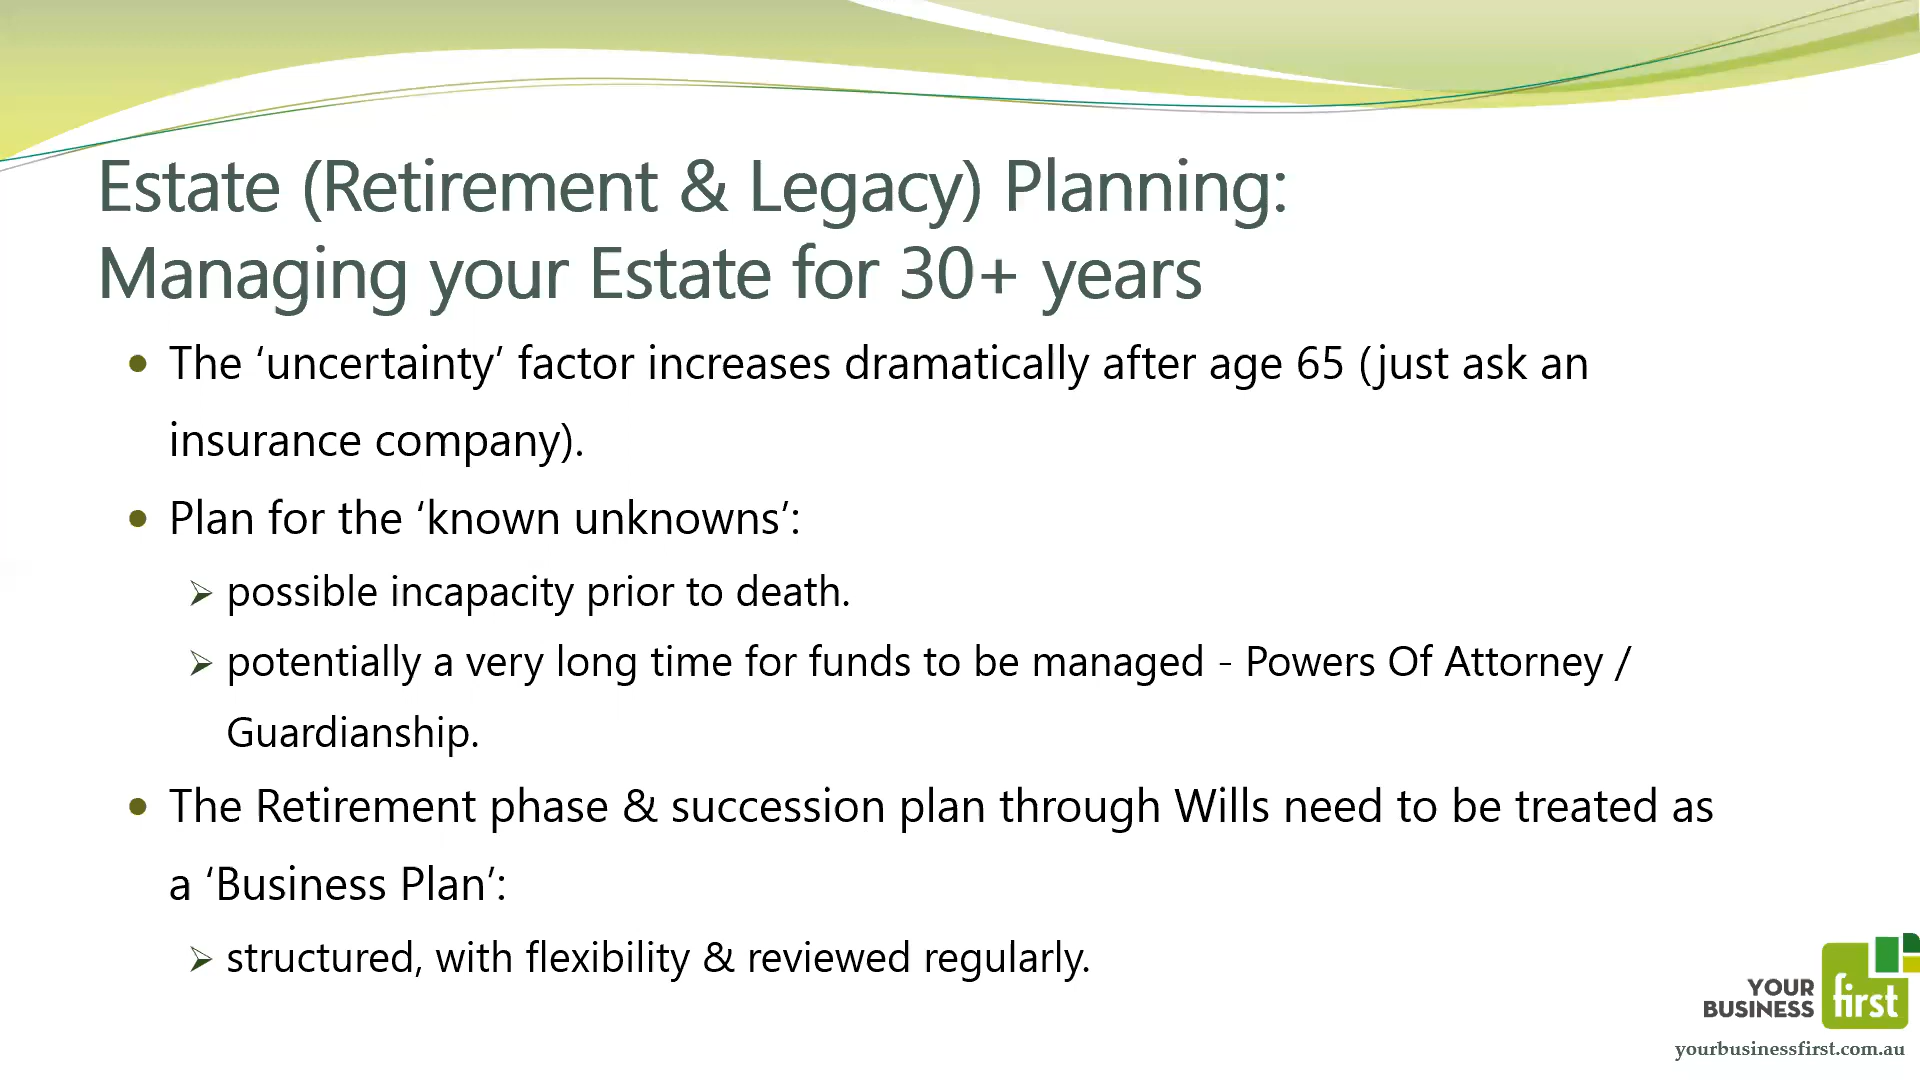 Estate (Retirement & Legacy) Planning:
Managing your Estate for 30+ years
• The ‘uncertainty’ factor increases dramatically after age 65 (just ask an
insurance company).
• Plan for the ‘known unknowns’:
➢ possible incapacity prior to death.
➢ potentially a very long time for funds to be managed - Powers Of Attorney /
Guardianship.
• The Retirement phase & succession plan through Wills need to be treated as
a ‘Business Plan’:
➢ structured, with flexibility & reviewed regularly.
YOUR
BUSINESS
first
yourbusinessfirst.com.au